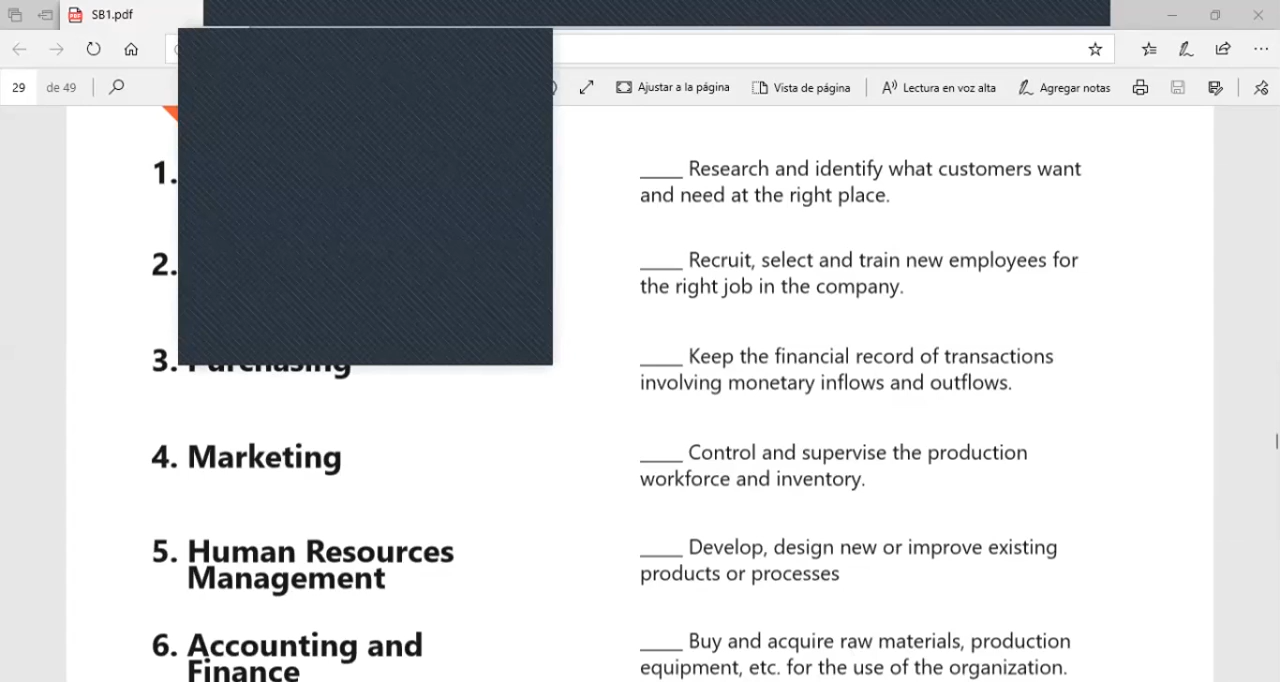 SB1.pdf
29 de 49
Ajustar a la página
Vista de página
Lectura en voz alta
Agregar notas
1.
____ Research and identify what customers want
and need at the right place.
2.
____ Recruit, select and train new employees for
the right job in the company.
3. Purchasing
____ Keep the financial record of transactions
involving monetary inflows and outflows.
4. Marketing
____ Control and supervise the production
workforce and inventory.
5. Human Resources
Management
____ Develop, design new or improve existing
products or processes
6. Accounting and
Finance
____ Buy and acquire raw materials, production
equipment, etc. for the use of the organization.